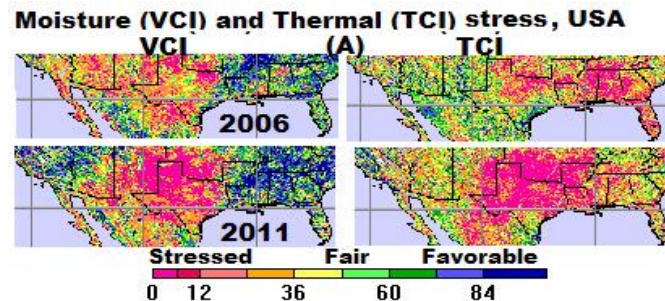 Moisture (VCI) and Thermal (TCI) stress, USA
VCI (A) TCI
2006
2011
Stressed Fair Favorable
0 12 36 60 84